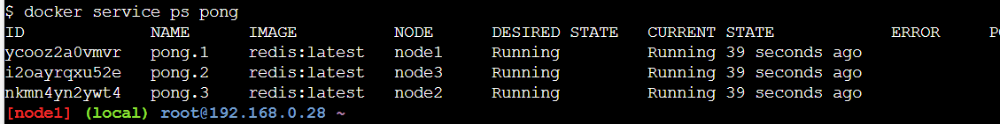 $ docker service ps pong
ID NAME IMAGE NODE DESIRED STATE CURRENT STATE ERROR
ycooz2a0vmvr pong.1 redis:latest node1 Running Running 39 seconds ago
i2oayrqxu52e pong.2 redis:latest node3 Running Running 39 seconds ago
nkmn4yn2ywt4 pong.3 redis:latest node2 Running Running 39 seconds ago
[node1] (local) root@192.168.0.28 ~